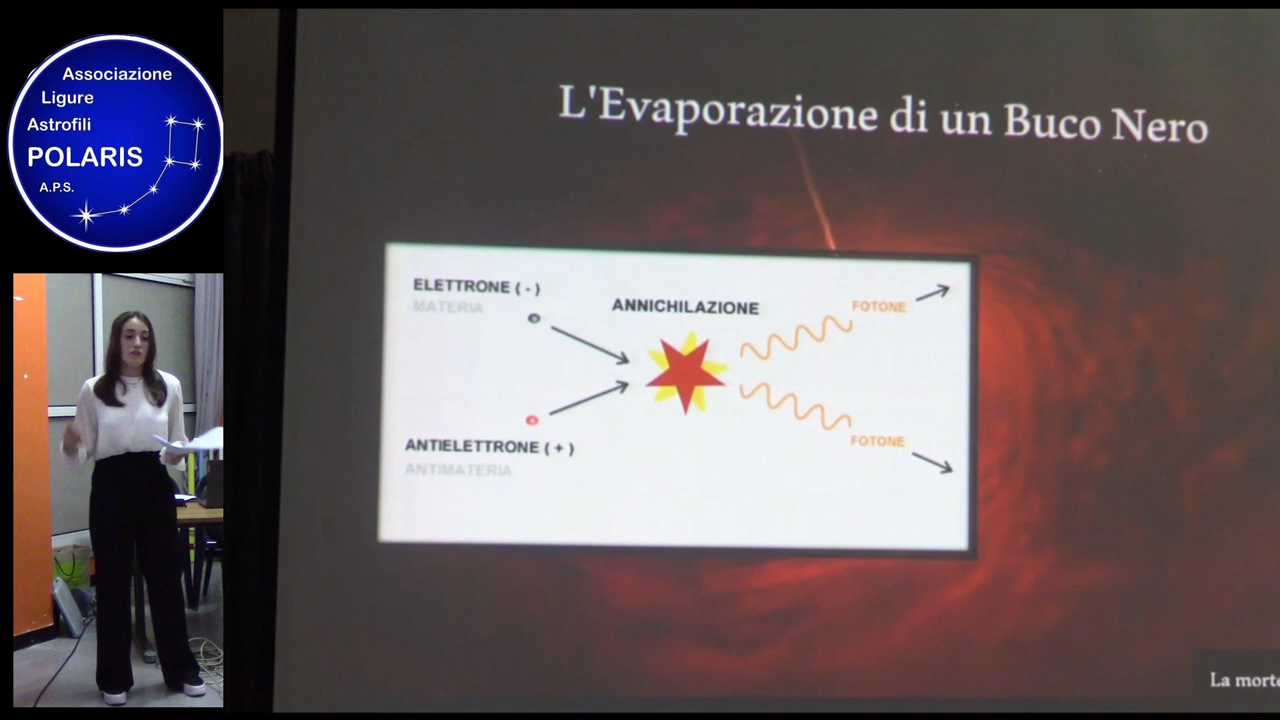 Associazione
Ligure
Astrofili
POLARIS
A.P.S.
L'Evaporazione di un Buco Nero
ELETTRONE ( - )
MATERIA
ANNICHILAZIONE
FOTONE
ANTIELETTRONE ( + )
ANTIMATERIA
FOTONE
La morte